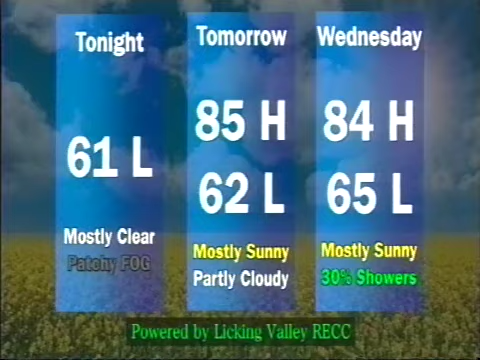 Tonight
61 L
Mostly Clear
Patchy FOG
Tomorrow
85 H
62 L
Mostly Sunny
Partly Cloudy
Wednesday
84 H
65 L
Mostly Sunny
30% Showers
Powered by Licking Valley RECC